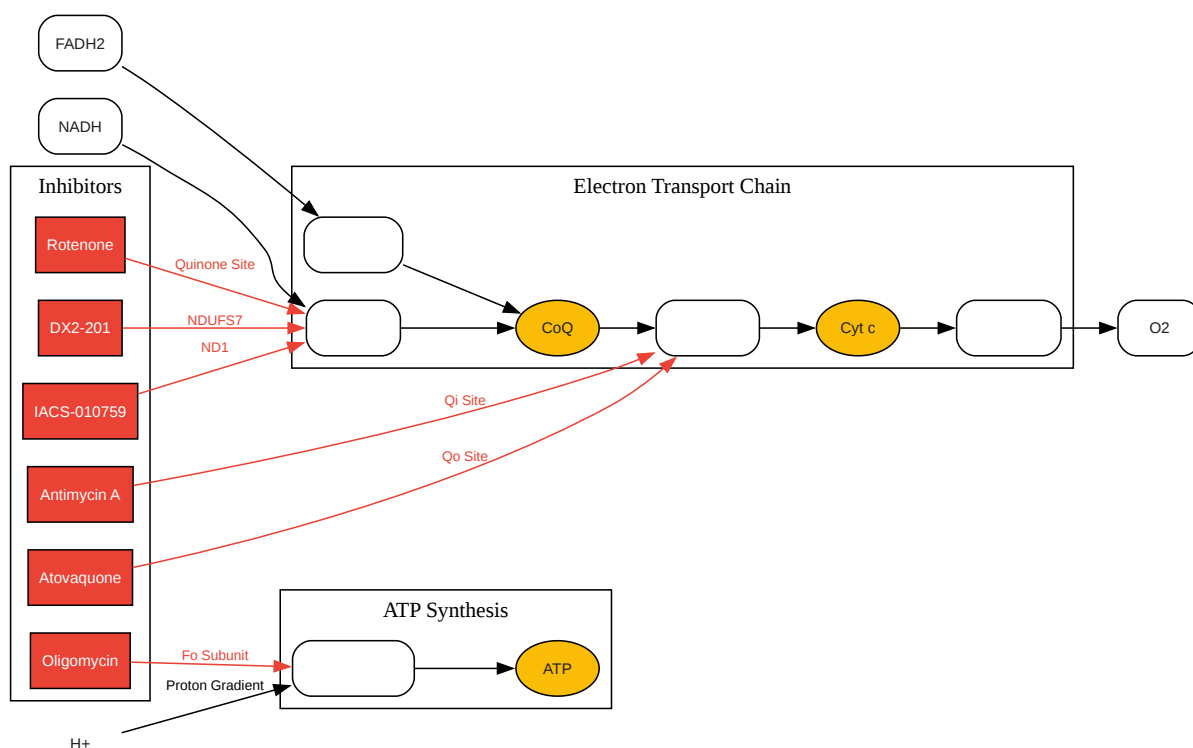 FADH2
NADH
Inhibitors
Electron Transport Chain
Rotenone
Quinone Site
DX2-201
NDUFS7
CoQ
Cyt c
O2
ND1
IACS-010759
Qi Site
Antimycin A
Qo Site
Atovaquone
ATP Synthesis
Oligomycin
Fo Subunit
ATP
Proton Gradient
H+